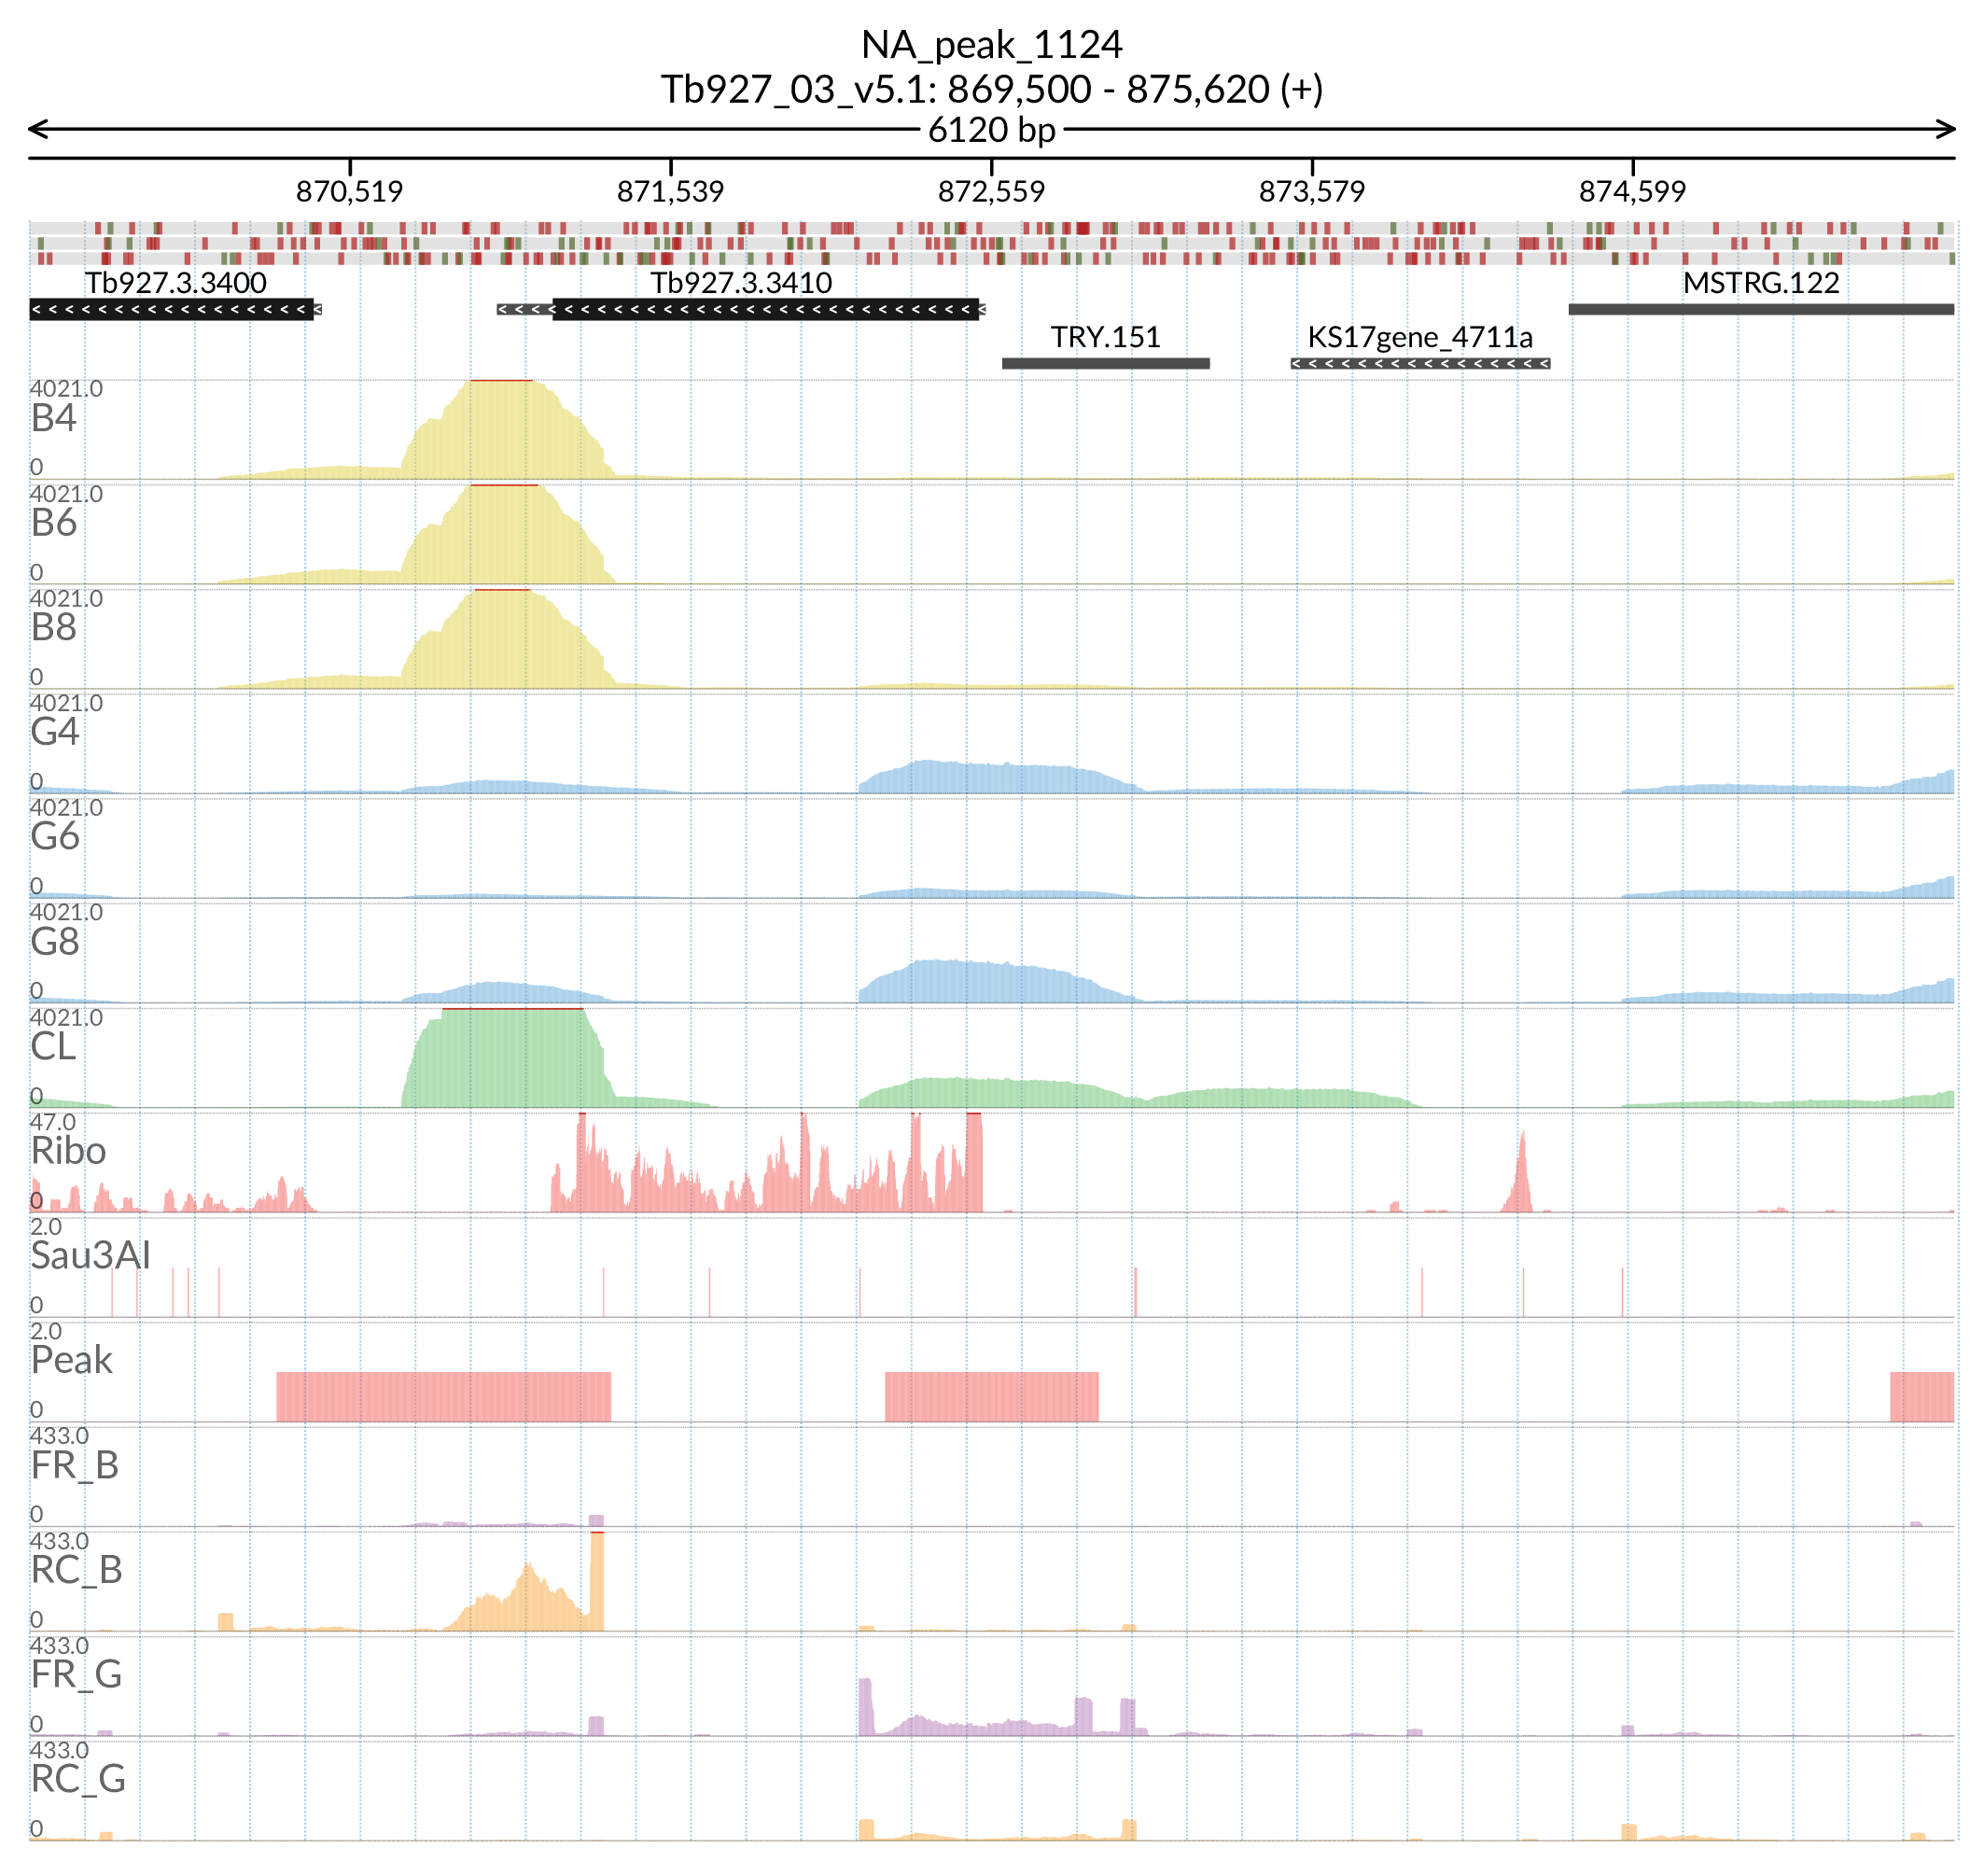 NA_peak_1124
Tb927_03_v5.1: 869,500 - 875,620 (+)
6120 bp
870,519 871,539 872,559 873,579 874,599
Tb927.3.3400 Tb927.3.3410 MSTRG.122
TRY.151 KS17gene_4711a
4021.0
B4
0
4021.0
B6
0
4021.0
B8
0
4021.0
G4
0
4021.0
G6
0
4021.0
G8
0
4021.0
CL
0
47.0
Ribo
0
2.0
Sau3AI
0
2.0
Peak
0
433.0
FR_B
0
433.0
RC_B
0
433.0
FR_G
0
433.0
RC_G
0